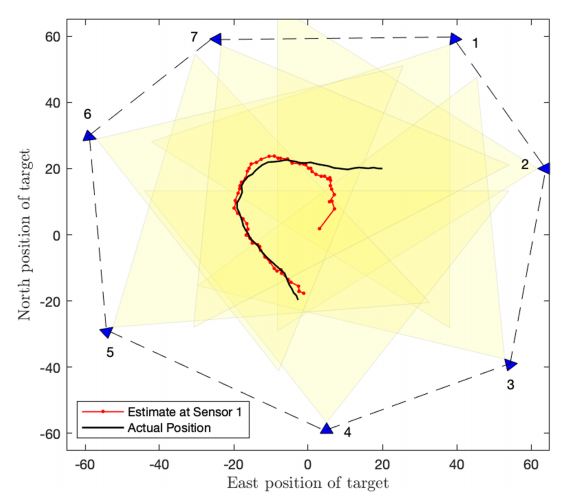 North position of target
60
40
20
0
-20
-40
-60
7
1
6
2
5
3
4
Estimate at Sensor 1
Actual Position
-60 -40 -20 0 20 40 60
East position of target